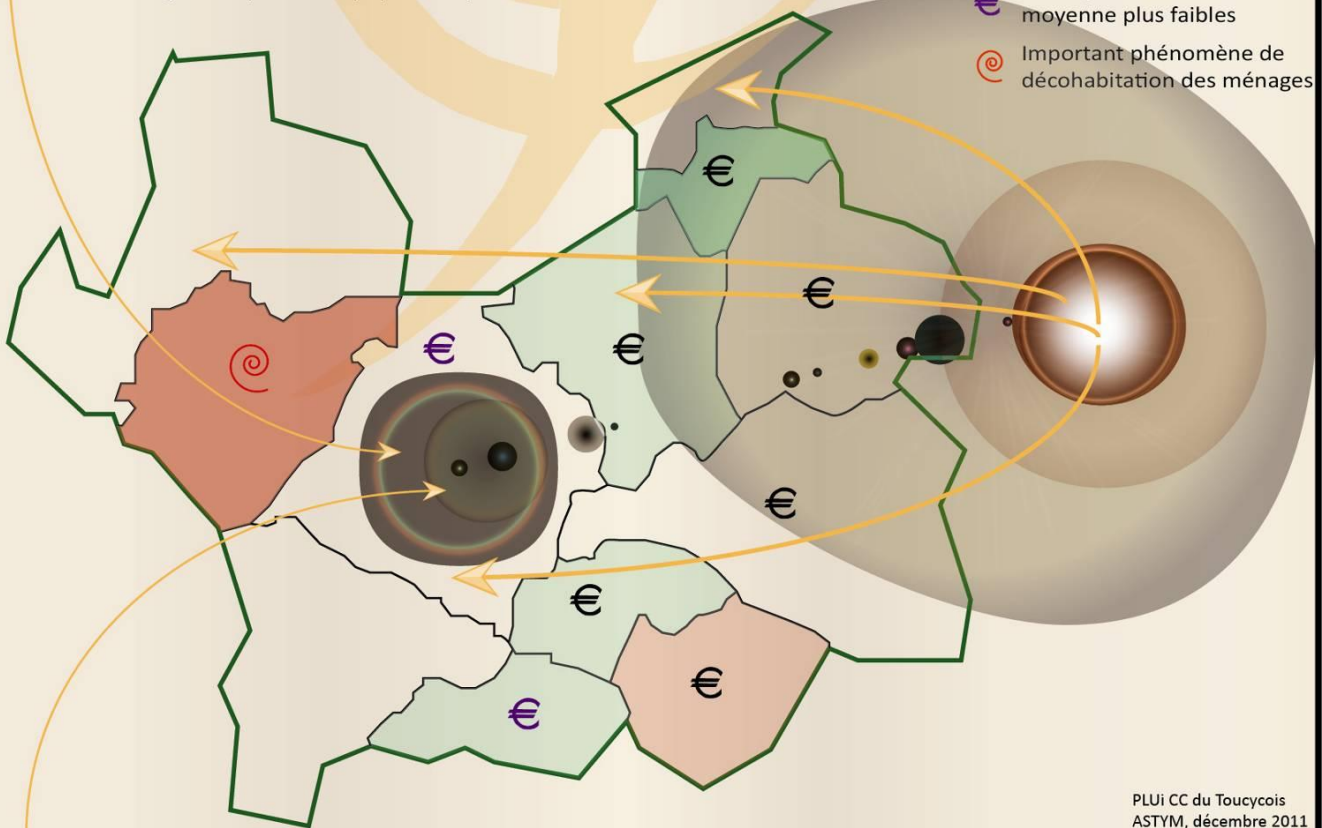 € moyenne plus faibles
Important phénomène de
décohabitation des ménages
€
€
€
€
€
€
€
€
PLUi CC du Toucycois
ASTYM, décembre 2011